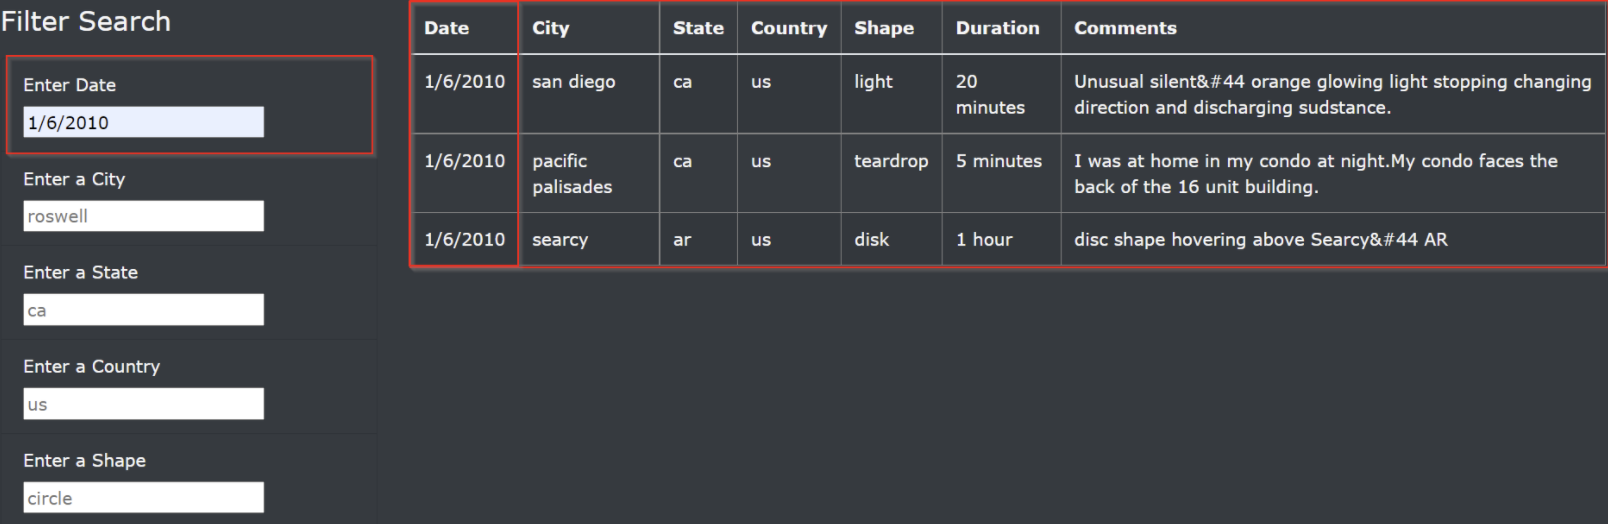 Filter Search
Enter Date
1/6/2010
Enter a City
roswell
Enter a State
ca
Enter a Country
us
Enter a Shape
circle
Date City State Country Shape Duration Comments
1/6/2010 san diego ca us light 20 Unusual silent&#44 orange glowing light stopping changing
minutes direction and discharging sudstance.
1/6/2010 pacific ca us teardrop 5 minutes I was at home in my condo at night.My condo faces the
palisades back of the 16 unit building.
1/6/2010 searcy ar us disk 1 hour disc shape hovering above Searcy&#44 AR